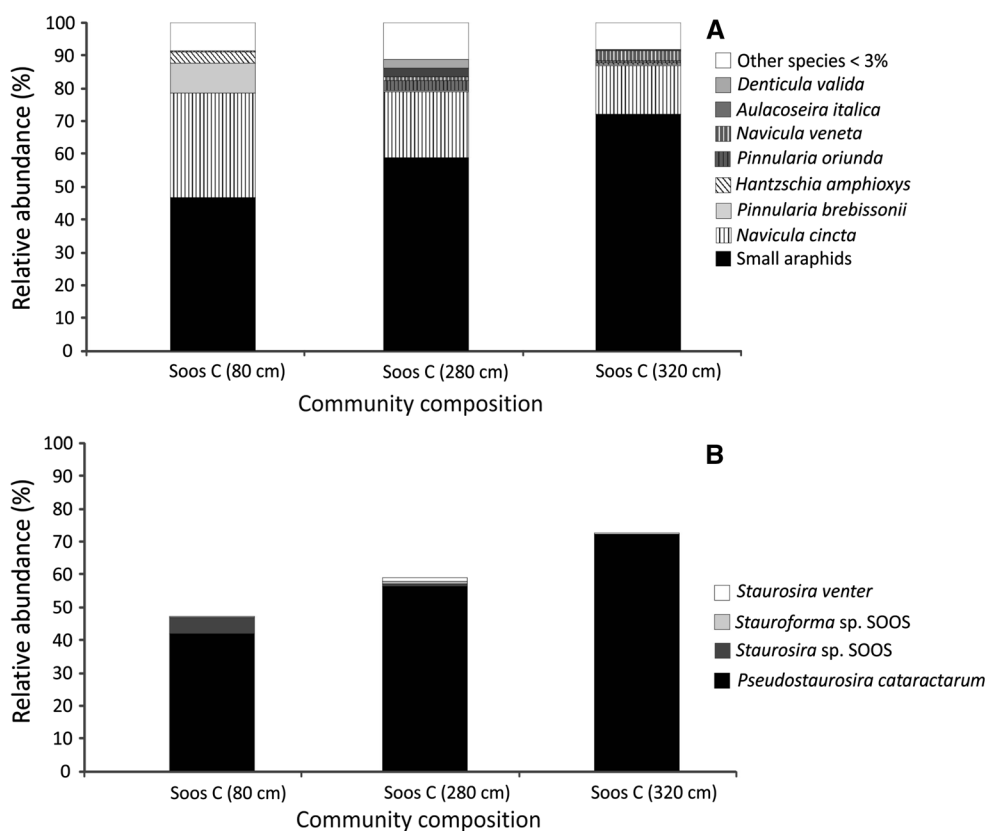 A
Relative abundance (%)
100
90
80
70
60
50
40
30
20
10
0
Other species < 3%
Denticula valida
Aulacoseira italica
Navicula veneta
Pinnularia oriunda
Hantzschia amphioxys
Pinnularia brebissonii
Navicula cincta
Small araphids
Soos C (80 cm)
Soos C (280 cm)
Soos C (320 cm)
Community composition
B
Relative abundance (%)
100
90
80
70
60
50
40
30
20
10
0
Staurosira venter
Stauroforma sp. SOOS
Staurosira sp. SOOS
Pseudostaurosira cataractarum
Soos C (80 cm)
Soos C (280 cm)
Soos C (320 cm)
Community composition